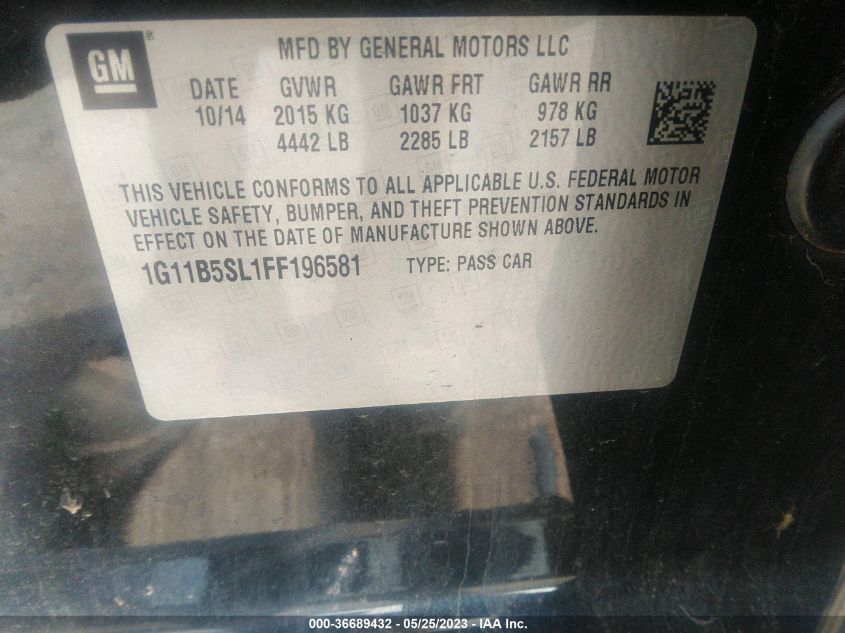 GM
MFD BY GENERAL MOTORS LLC
DATE GVWR GAWR FRT GAWR RR
10/14 2015 KG 1037 KG 978 KG
4442 LB 2285 LB 2157 LB
THIS VEHICLE CONFORMS TO ALL APPLICABLE U.S. FEDERAL MOTOR
VEHICLE SAFETY, BUMPER, AND THEFT PREVENTION STANDARDS IN
EFFECT ON THE DATE OF MANUFACTURE SHOWN ABOVE.
1G11B5SL1FF196581 TYPE: PASS CAR
000-36689432 - 05/25/2023 - IAA Inc.